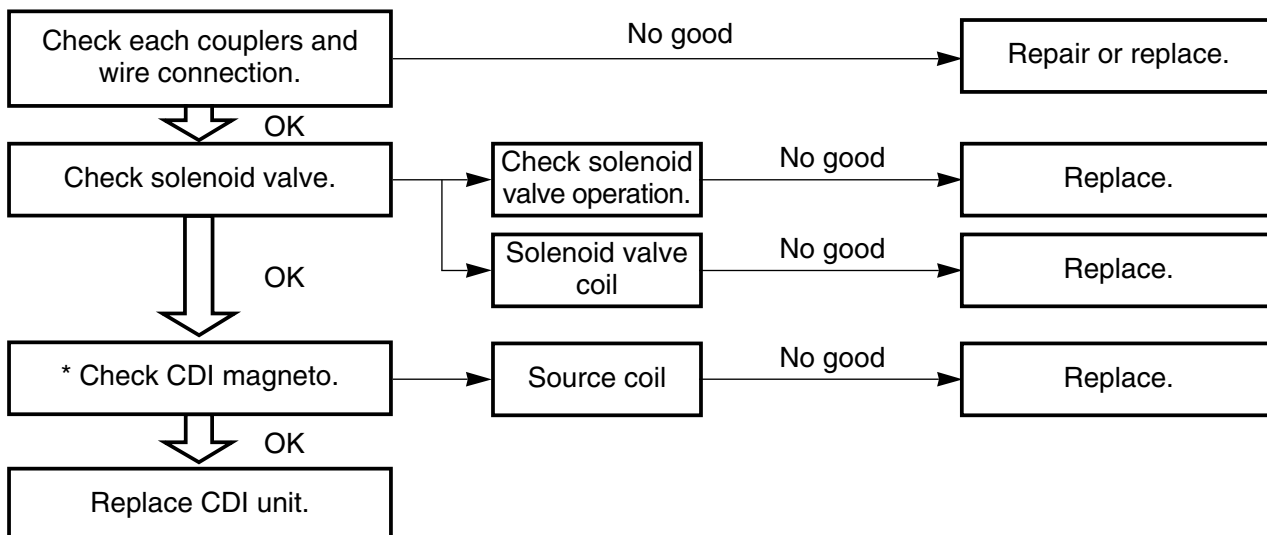 Check each couplers and
wire connection.
No good
Repair or replace.
OK
Check solenoid valve.
Check solenoid
valve operation.
No good
Replace.
OK
Solenoid valve
coil
No good
Replace.
* Check CDI magneto.
Source coil
No good
Replace.
OK
Replace CDI unit.